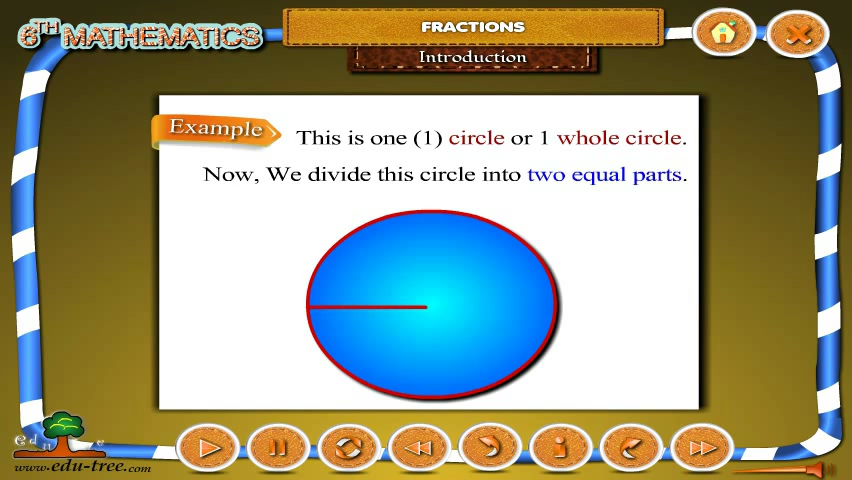 6TH MATHEMATICS
FRACTIONS
Introduction
Example
This is one (1) circle or 1 whole circle.
Now, We divide this circle into two equal parts.
www.edu-tree.com